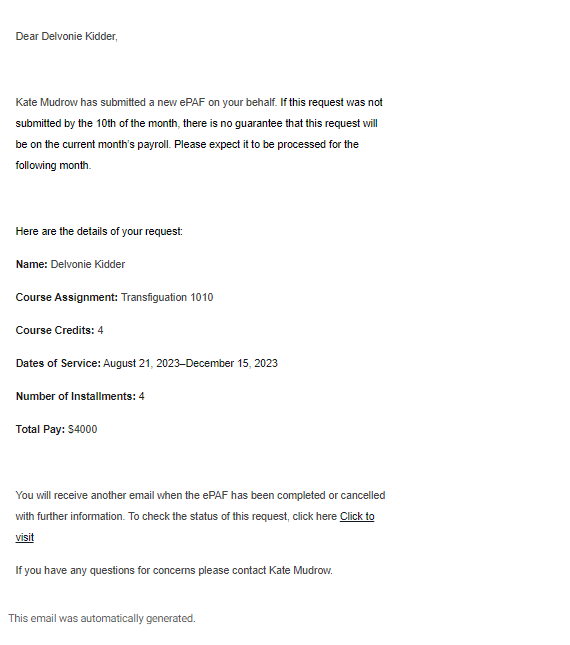 Dear Delvonie Kidder,
Kate Mudrow has submitted a new ePAF on your behalf. If this request was not
submitted by the 10th of the month, there is no guarantee that this request will
be on the current month's payroll. Please expect it to be processed for the
following month.
Here are the details of your request:
Name: Delvonie Kidder
Course Assignment: Transfiguation 1010
Course Credits: 4
Dates of Service: August 21, 2023–December 15, 2023
Number of Installments: 4
Total Pay: $4000
You will receive another email when the ePAF has been completed or cancelled
with further information. To check the status of this request, click here Click to
visit
If you have any questions for concerns please contact Kate Mudrow.
This email was automatically generated.